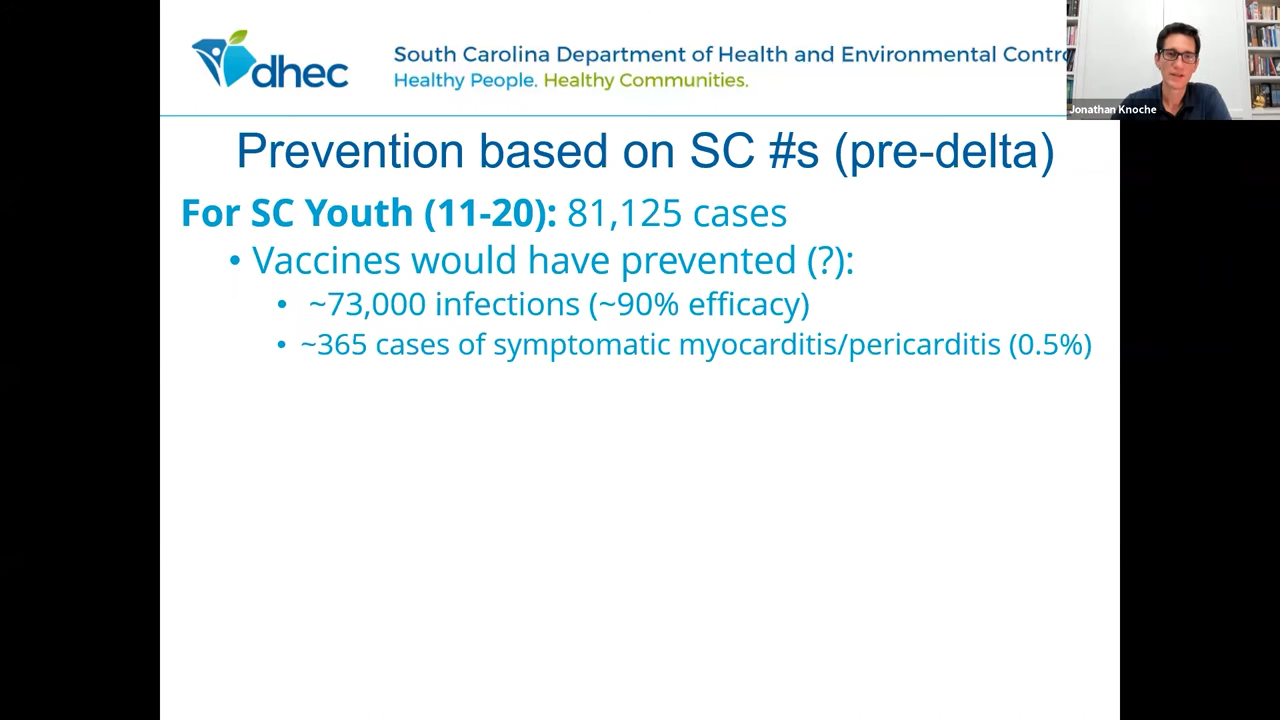 dhec
South Carolina Department of Health and Environmental Contro
Healthy People. Healthy Communities.
Jonathan Knoche
Prevention based on SC #s (pre-delta)
For SC Youth (11-20): 81,125 cases
• Vaccines would have prevented (?):
• ~73,000 infections (~90% efficacy)
• ~365 cases of symptomatic myocarditis/pericarditis (0.5%)